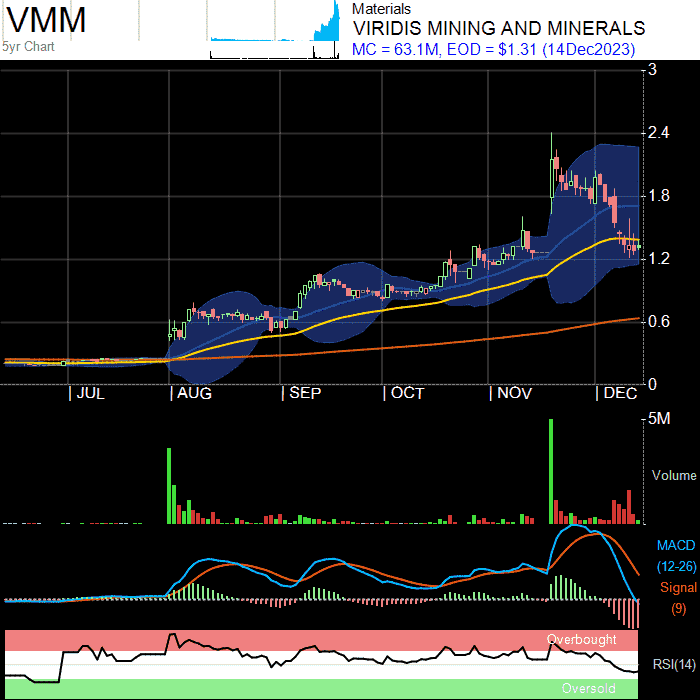 VMM
5yr Chart
Materials
VIRIDIS MINING AND MINERALS
MC = 63.1M, EOD = $1.31 (14Dec2023)
3
2.4
1.8
1.2
0.6
0
| JUL | AUG | SEP | OCT | NOV | DEC
5M
Volume
MACD
(12-26)
Signal
(9)
Overbought
RSI(14)
Oversold